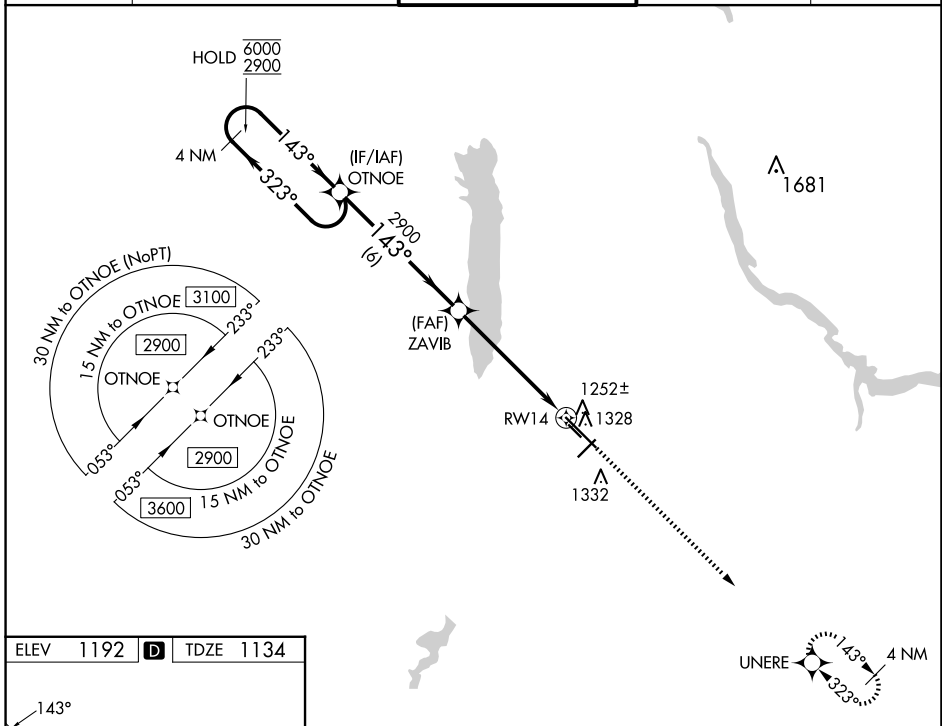 HOLD 6000
2900
4 NM
143°
323°
(IF/IAF)
OTNOE
2900
143°
(6)
1681
(FAF)
ZAVIB
30 NM to OTNOE (NoPT)
15 NM to OTNOE
3100
233°
2900
OTNOE
053°
233°
OTNOE
2900
053°
15 NM to OTNOE
3600
30 NM to OTNOE
1252±
RW14
1328
1332
UNERE
143°
4 NM
323°
ELEV 1192 D TDZE 1134
143°